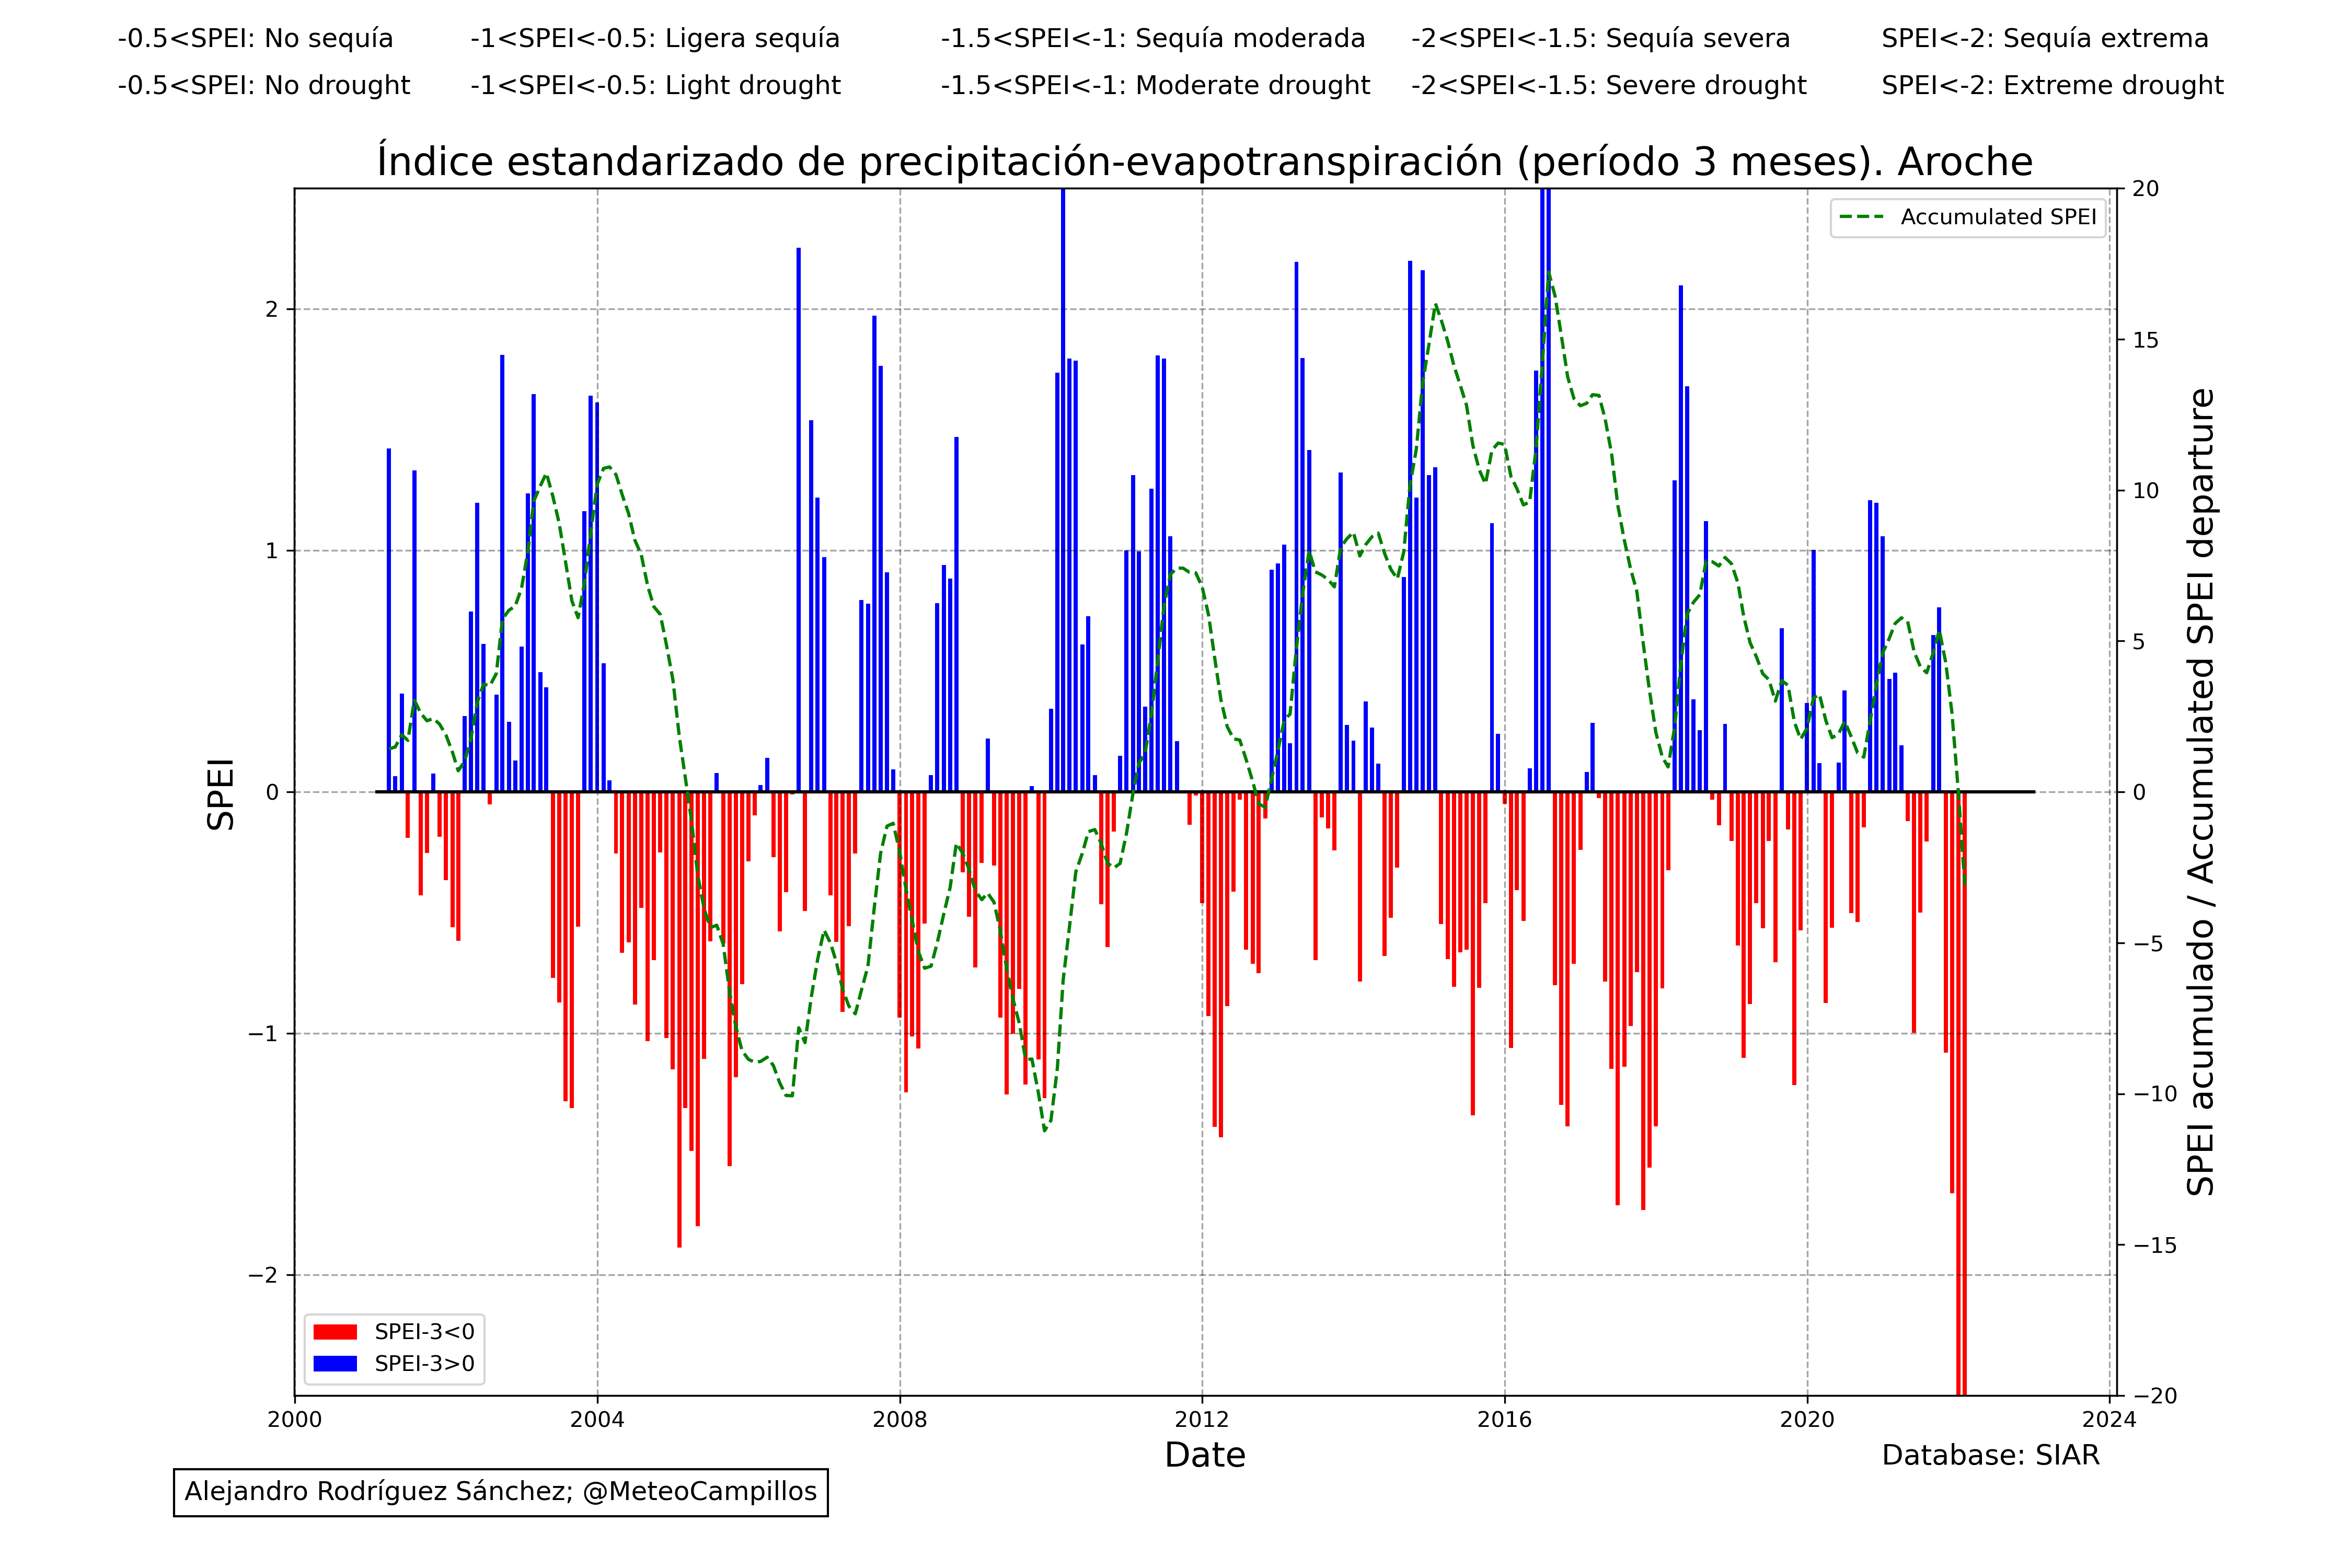 -0.5<SPEI: No sequía -1<SPEI<-0.5: Ligera sequía -1.5<SPEI<-1: Sequía moderada -2<SPEI<-1.5: Sequía severa SPEI<-2: Sequía extrema
-0.5<SPEI: No drought -1<SPEI<-0.5: Light drought -1.5<SPEI<-1: Moderate drought -2<SPEI<-1.5: Severe drought SPEI<-2: Extreme drought
Índice estandarizado de precipitación-evapotranspiración (período 3 meses). Aroche
Accumulated SPEI
SPEI
2
1
0
−1
−2
20
15
10
5
0
−5
−10
−15
−20
SPEI acumulado / Accumulated SPEI departure
SPEI-3<0
SPEI-3>0
2000 2004 2008 2012 2016 2020 2024
Date
Database: SIAR
Alejandro Rodríguez Sánchez; @MeteoCampillos